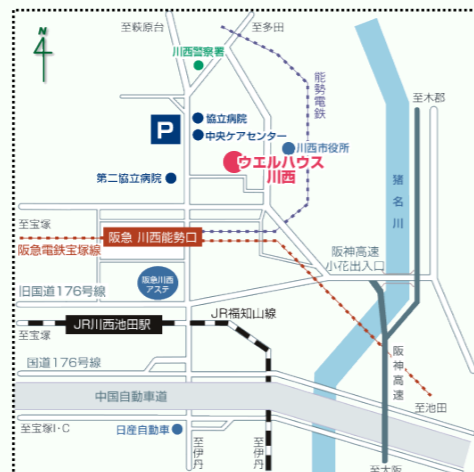 N
至萩原台
至多田
川西警察署
能勢電鉄
至木部
P
協立病院
中央ケアセンター
川西市役所
ウエルハウス
川西
第二協立病院
猪名川
至宝塚
阪急 川西能勢口
阪急電鉄宝塚線
阪神高速
小花出入口
阪急川西
アステ
旧国道176号線
JR川西池田駅
JR福知山線
至宝塚
国道176号線
阪神高速
中国自動車道
至池田
至宝塚I・C
日産自動車
至伊丹
至伊丹
至大阪